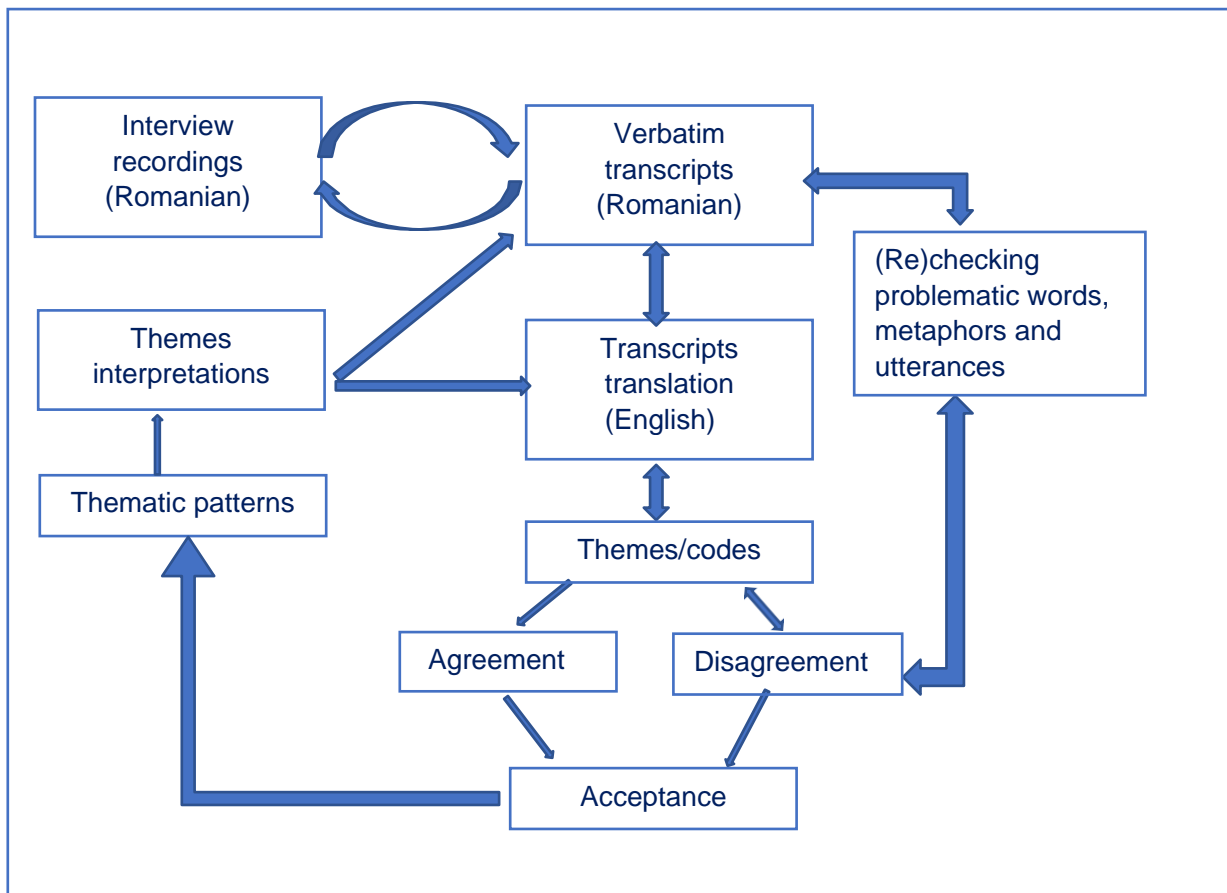 Interview
recordings
(Romanian)
Verbatim
transcripts
(Romanian)
(Re)checking
problematic words,
metaphors and
utterances
Themes
interpretations
Transcripts
translation
(English)
Thematic patterns
Themes/codes
Agreement
Disagreement
Acceptance